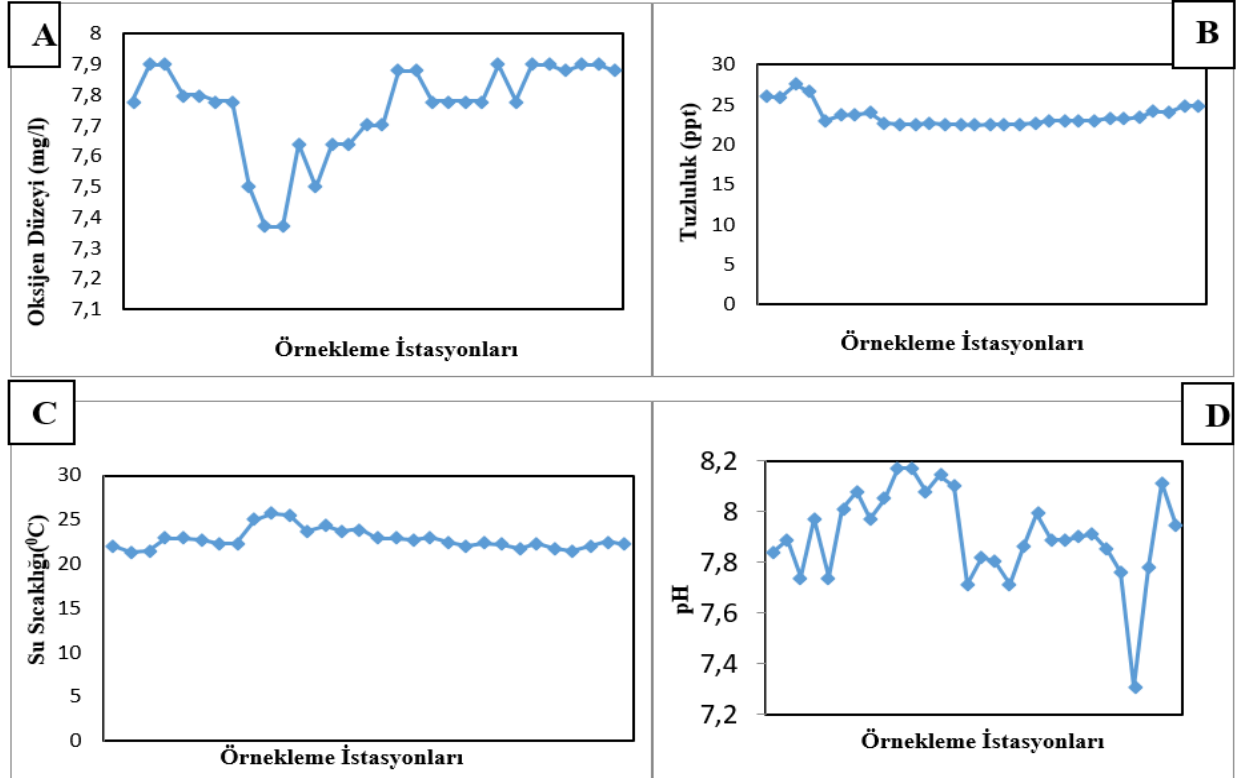 A
Oksijen Düzeyi (mg/l)
8
7,9
7,8
7,7
7,6
7,5
7,4
7,3
7,2
7,1
Örnekleme İstasyonları
B
Tuzluluk (ppt)
30
25
20
15
10
5
0
Örnekleme İstasyonları
C
Su Sıcaklığı(⁰C)
30
25
20
15
10
5
0
Örnekleme İstasyonları
D
pH
8,2
8
7,8
7,6
7,4
7,2
Örnekleme İstasyonları